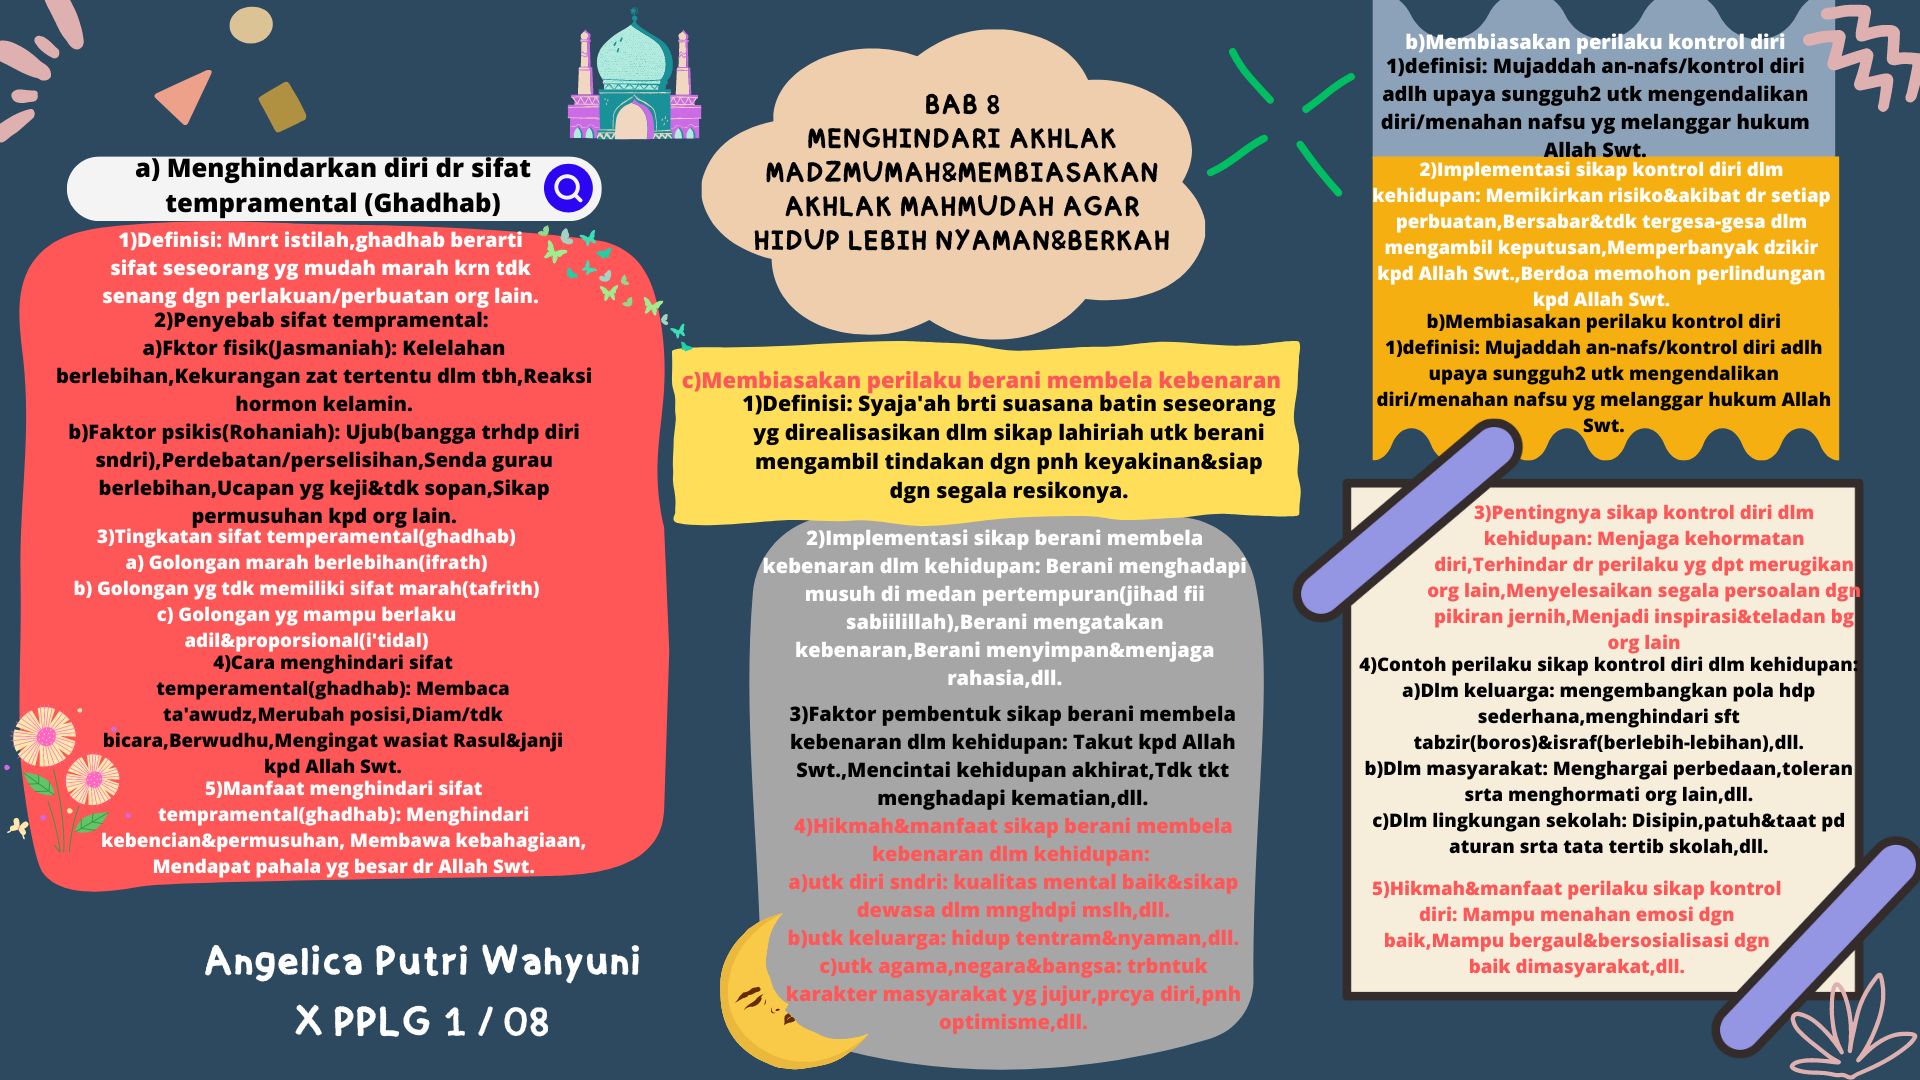 BAB 8
MENGHINDARI AKHLAK
MADZMUMAH&MEMBIASAKAN
AKHLAK MAHMUDAH AGAR
HIDUP LEBIH NYAMAN&BERKAH
a) Menghindarkan diri dr sifat
tempramental (Ghadhab)
1)Definisi: Mnrt istilah,ghadhab berarti
sifat seseorang yg mudah marah krn tdk
senang dgn perlakuan/perbuatan org lain.
2)Penyebab sifat tempramental:
a)Fktor fisik(Jasmaniah): Kelelahan
berlebihan,Kekurangan zat tertentu dlm tbh,Reaksi
hormon kelamin.
b)Faktor psikis(Rohaniah): Ujub(bangga trhdp diri
sndri),Perdebatan/perselisihan,Senda gurau
berlebihan,Ucapan yg keji&tdk sopan,Sikap
permusuhan kpd org lain.
3)Tingkatan sifat temperamental(ghadhab)
a) Golongan marah berlebihan(ifrath)
b) Golongan yg tdk memiliki sifat marah(tafrith)
c) Golongan yg mampu berlaku
adil&proporsional(i'tidal)
4)Cara menghindari sifat
temperamental(ghadhab): Membaca
ta'awudz,Merubah posisi,Diam/tdk
bicara,Berwudhu,Mengingat wasiat Rasul&janji
kpd Allah Swt.
5)Manfaat menghindari sifat
tempramental(ghadhab): Menghindari
kebencian&permusuhan, Membawa kebahagiaan,
Mendapat pahala yg besar dr Allah Swt.
Angelica Putri Wahyuni
X PPLG 1 / 08
c)Membiasakan perilaku berani membela kebenaran
1)Definisi: Syaja'ah brti suasana batin seseorang
yg direalisasikan dlm sikap lahiriah utk berani
mengambil tindakan dgn pnh keyakinan&siap
dgn segala resikonya.
2)Implementasi sikap berani membela
kebenaran dlm kehidupan: Berani menghadapi
musuh di medan pertempuran(jihad fii
sabiilillah),Berani mengatakan
kebenaran,Berani menyimpan&menjaga
rahasia,dll.
3)Faktor pembentuk sikap berani membela
kebenaran dlm kehidupan: Takut kpd Allah
Swt.,Mencintai kehidupan akhirat,Tdk tkt
menghadapi kematian,dll.
4)Hikmah&manfaat sikap berani membela
kebenaran dlm kehidupan:
a)utk diri sndri: kualitas mental baik&sikap
dewasa dlm mnghdpi mslh,dll.
b)utk keluarga: hidup tentram&nyaman,dll.
c)utk agama,negara&bangsa: trbntuk
karakter masyarakat yg jujur,prcya diri,pnh
optimisme,dll.
b)Membiasakan perilaku kontrol diri
1)definisi: Mujaddah an-nafs/kontrol diri
adlh upaya sungguh2 utk mengendalikan
diri/menahan nafsu yg melanggar hukum
Allah Swt.
2)Implementasi sikap kontrol diri dlm
kehidupan: Memikirkan risiko&akibat dr setiap
perbuatan,Bersabar&tdk tergesa-gesa dlm
mengambil keputusan,Memperbanyak dzikir
kpd Allah Swt.,Berdoa memohon perlindungan
kpd Allah Swt.
b)Membiasakan perilaku kontrol diri
1)definisi: Mujaddah an-nafs/kontrol diri adlh
upaya sungguh2 utk mengendalikan
diri/menahan nafsu yg melanggar hukum Allah
Swt.
3)Pentingnya sikap kontrol diri dlm
kehidupan: Menjaga kehormatan
diri,Terhindar dr perilaku yg dpt merugikan
org lain,Menyelesaikan segala persoalan dgn
pikiran jernih,Menjadi inspirasi&teladan bg
org lain
4)Contoh perilaku sikap kontrol diri dlm kehidupan:
a)Dlm keluarga: mengembangkan pola hdp
sederhana,menghindari sft
tabzir(boros)&israf(berlebih-lebihan),dll.
b)Dlm masyarakat: Menghargai perbedaan,toleran
srta menghormati org lain,dll.
c)Dlm lingkungan sekolah: Disipin,patuh&taat pd
aturan srta tata tertib skolah,dll.
5)Hikmah&manfaat perilaku sikap kontrol
diri: Mampu menahan emosi dgn
baik,Mampu bergaul&bersosialisasi dgn
baik dimasyarakat,dll.